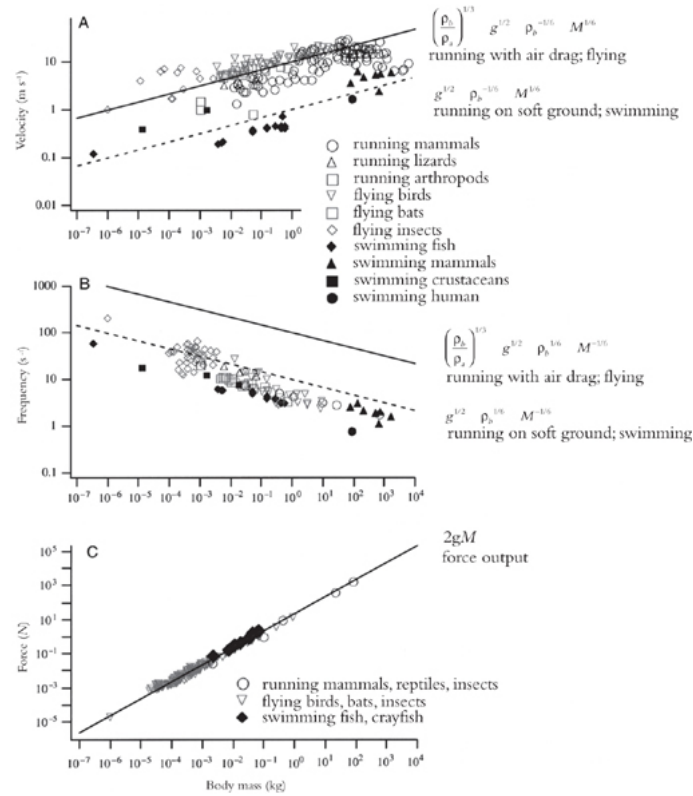 A
Velocity (m s⁻¹)
100
10
1
0.1
0.01
10⁻⁷ 10⁻⁶ 10⁻⁵ 10⁻⁴ 10⁻³ 10⁻² 10⁻¹ 10⁰
(ρb/ρa)^1/3 g^1/2 ρb^-1/6 M^1/6
running with air drag; flying
g^1/2 ρb^-1/6 M^1/6
running on soft ground; swimming
running mammals
running lizards
running arthropods
flying birds
flying bats
flying insects
swimming fish
swimming mammals
swimming crustaceans
swimming human
B
Frequency (s⁻¹)
1000
100
10
1
0.1
10⁻⁷ 10⁻⁶ 10⁻⁵ 10⁻⁴ 10⁻³ 10⁻² 10⁻¹ 10⁰ 10¹ 10² 10³ 10⁴
(ρb/ρa)^1/3 g^1/2 ρb^1/6 M^-1/6
running with air drag; flying
g^1/2 ρb^1/6 M^-1/6
running on soft ground; swimming
C
Force (N)
10⁵
10³
10¹
10⁻¹
10⁻³
10⁻⁵
2gM
force output
running mammals, reptiles, insects
flying birds, bats, insects
swimming fish, crayfish
10⁻⁷ 10⁻⁶ 10⁻⁵ 10⁻⁴ 10⁻³ 10⁻² 10⁻¹ 10⁰ 10¹ 10² 10³ 10⁴
Body mass (kg)